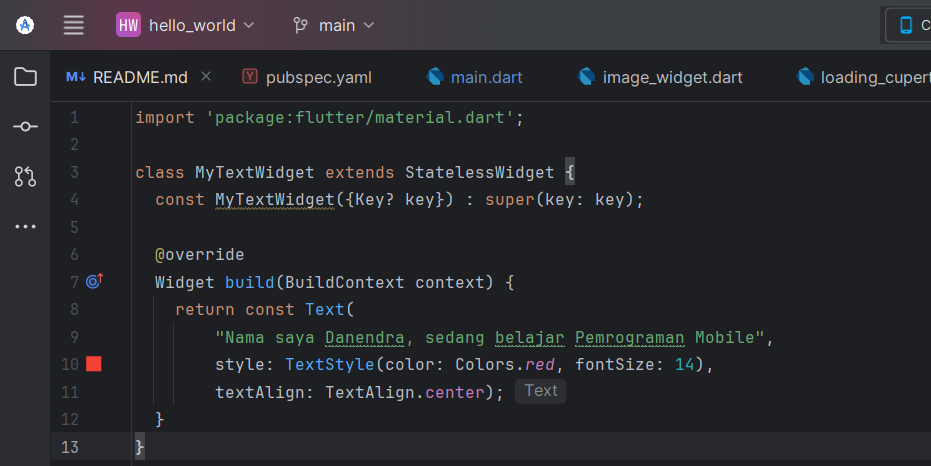 HW hello_world main C
README.md pubspec.yaml main.dart image_widget.dart loading_cupert
1 import 'package:flutter/material.dart';
2
3 class MyTextWidget extends StatelessWidget {
4 const MyTextWidget({Key? key}) : super(key: key);
5
6 @override
7 Widget build(BuildContext context) {
8 return const Text(
9 "Nama saya Danendra, sedang belajar Pemrograman Mobile",
10 style: TextStyle(color: Colors.red, fontSize: 14),
11 textAlign: TextAlign.center); Text
12 }
13 }